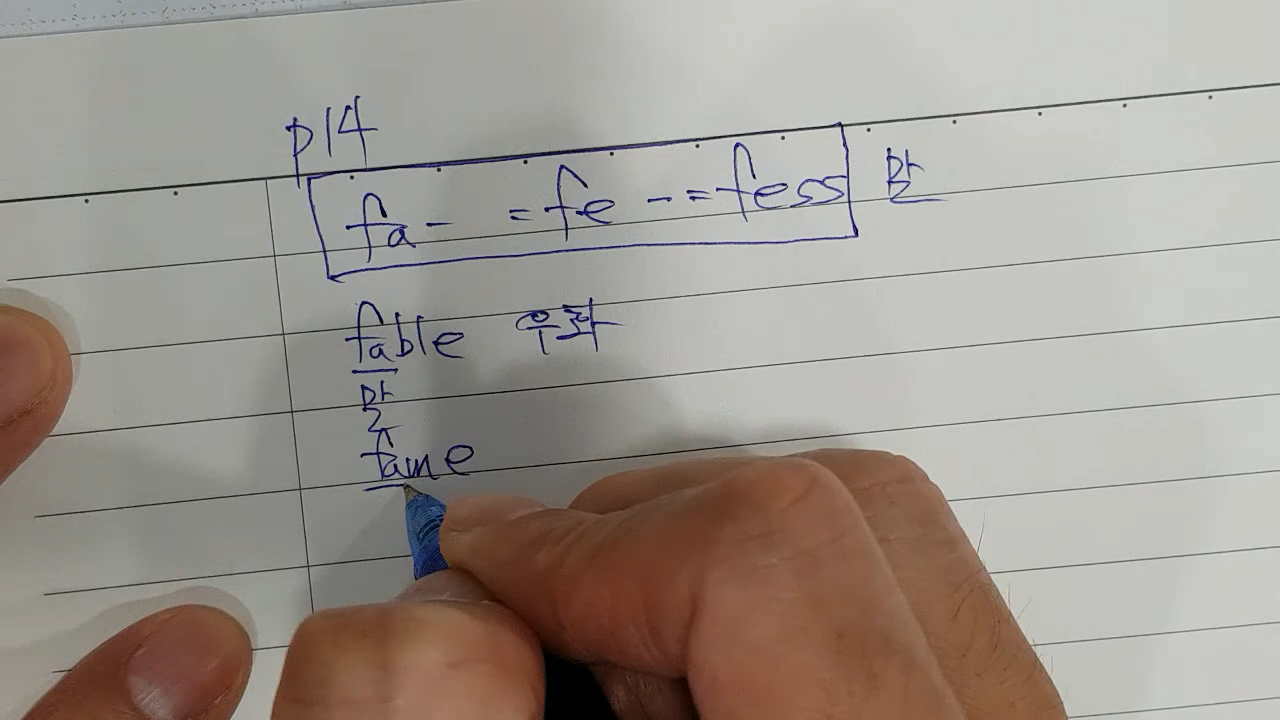 p14
fa- = fe - = fess 말
fable 우화
말
fame